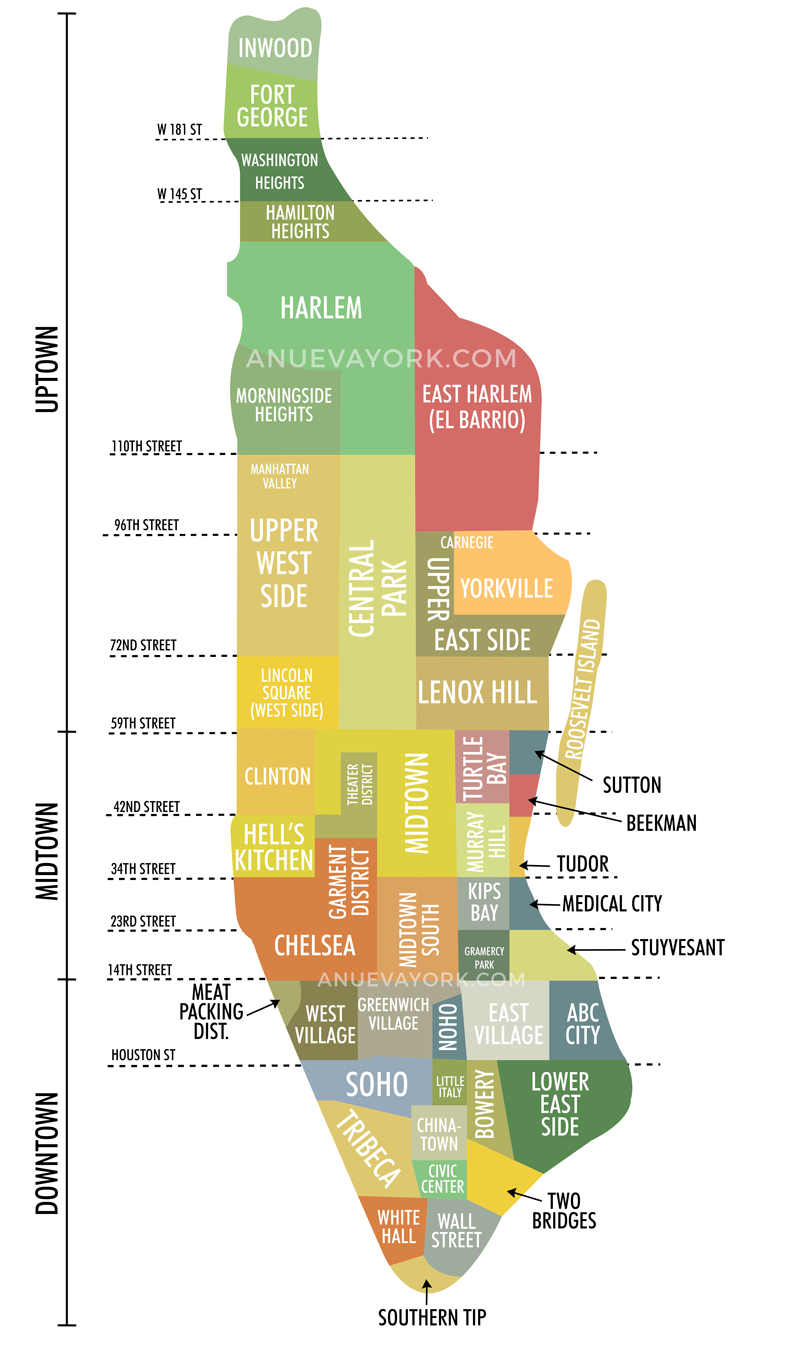 INWOOD
FORT
GEORGE
W 181 ST
WASHINGTON
HEIGHTS
W 145 ST
HAMILTON
HEIGHTS
HARLEM
UPTOWN
ANUEVAYORK.COM
EAST HARLEM
(EL BARRIO)
MORNINGSIDE
HEIGHTS
110TH STREET
MANHATTAN
VALLEY
96TH STREET
UPPER
WEST
SIDE
CENTRAL
PARK
CARNEGIE
UPPER
YORKVILLE
EAST SIDE
72ND STREET
LINCOLN
SQUARE
(WEST SIDE)
LENOX HILL
ROOSEVELT ISLAND
59TH STREET
CLINTON
THEATER
DISTRICT
MIDTOWN
TURTLE
BAY
SUTTON
42ND STREET
BEEKMAN
HELL'S
KITCHEN
MURRAY
HILL
TUDOR
MIDTOWN
34TH STREET
GARMENT
DISTRICT
KIPS
BAY
MEDICAL CITY
23RD STREET
CHELSEA
MIDTOWN
SOUTH
GRAMERCY
PARK
STUYVESANT
14TH STREET
ANUEVAYORK.COM
MEAT
PACKING
DIST.
WEST
VILLAGE
GREENWICH
VILLAGE
NOHO
EAST
VILLAGE
ABC
CITY
HOUSTON ST
SOHO
LITTLE
ITALY
BOWERY
LOWER
EAST
SIDE
DOWNTOWN
TRIBECA
CHINA-
TOWN
CIVIC
CENTER
TWO
BRIDGES
WHITE
HALL
WALL
STREET
SOUTHERN TIP